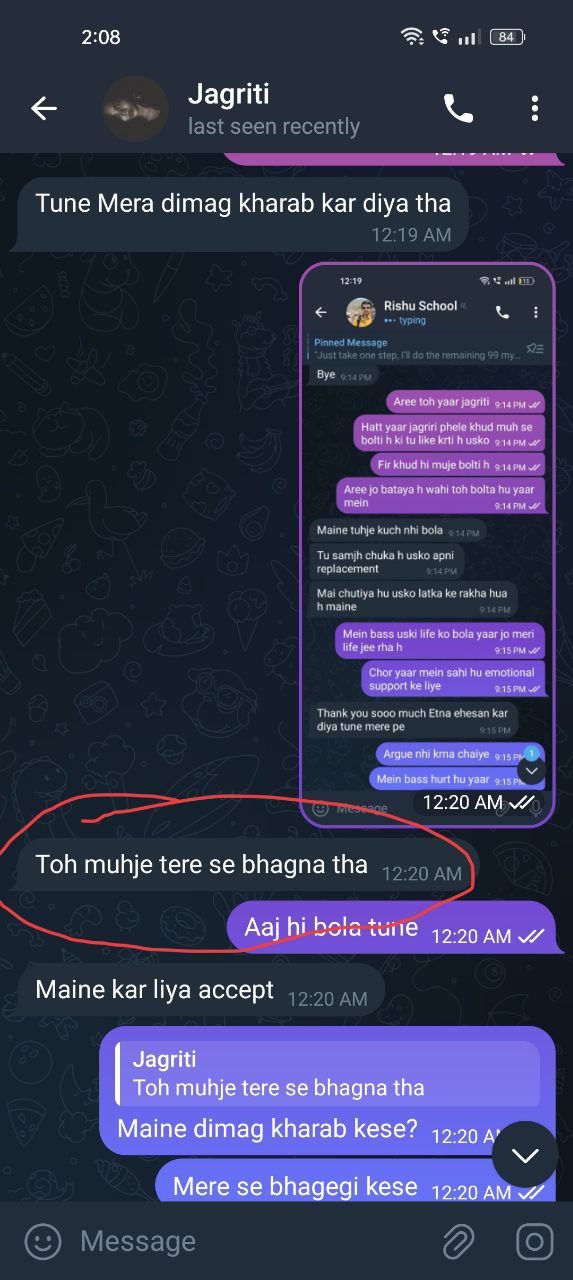 2:08
84
Jagriti
last seen recently
Tune Mera dimag kharab kar diya tha
12:19 AM
12:19
Rishu School
typing
Pinned Message
"Just take one step, I'll do the remaining 99 my...
Bye 9:14 PM
Aree toh yaar jagriti 9:14 PM
Hatt yaar jagriri phele khud muh se
bolti h ki tu like krti h usko 9:14 PM
Fir khud hi muje bolti h 9:14 PM
Aree jo bataya h wahi toh bolta hu yaar
mein 9:14 PM
Maine tuhje kuch nhi bola 9:14 PM
Tu samjh chuka h usko apni
replacement 9:14 PM
Mai chutiya hu usko latka ke rakha hua
h maine 9:14 PM
Mein bass uski life ko bola yaar jo meri
life jee rha h 9:15 PM
Chor yaar mein sahi hu emotional
support ke liye 9:15 PM
Thank you sooo much Etna ehesan kar
diya tune mere pe 9:15 PM
Argue nhi krna chaiye 9:15 PM
1
Mein bass hurt hu yaar 9:15 PM
Message
12:20 AM
Toh muhje tere se bhagna tha 12:20 AM
Aaj hi bola tune 12:20 AM
Maine kar liya accept 12:20 AM
Jagriti
Toh muhje tere se bhagna tha
Maine dimag kharab kese? 12:20 A
Mere se bhagegi kese 12:20 AM
Message